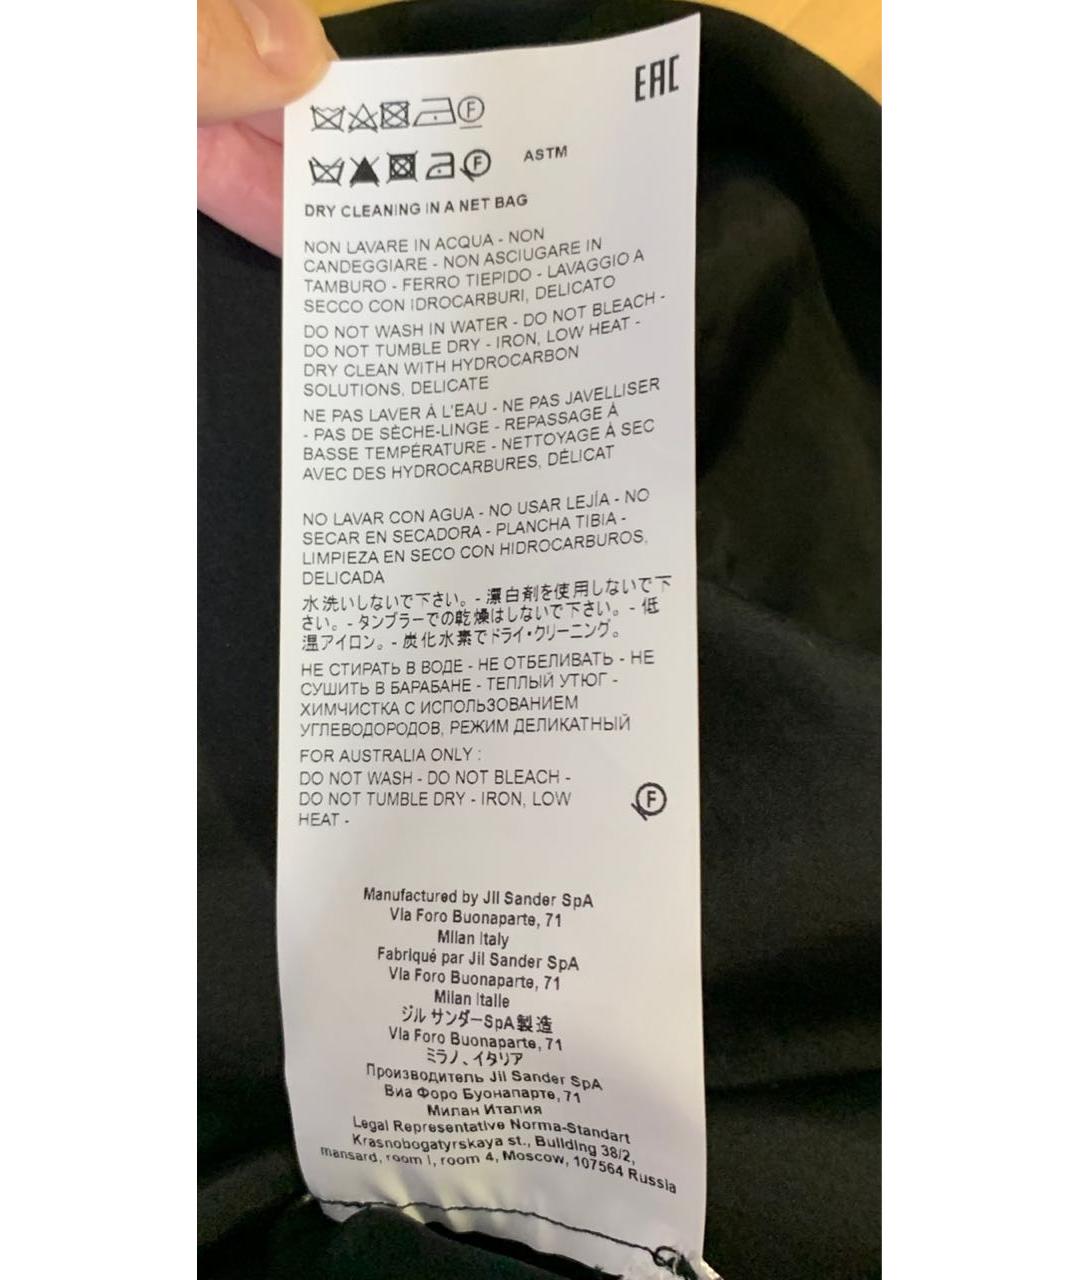 EAC
F
F ASTM
DRY CLEANING IN A NET BAG
NON LAVARE IN ACQUA - NON
CANDEGGIARE - NON ASCIUGARE IN
TAMBURO - FERRO TIEPIDO - LAVAGGIO A
SECCO CON IDROCARBURI, DELICATO
DO NOT WASH IN WATER - DO NOT BLEACH -
DO NOT TUMBLE DRY - IRON, LOW HEAT -
DRY CLEAN WITH HYDROCARBON
SOLUTIONS, DELICATE
NE PAS LAVER À L'EAU - NE PAS JAVELLISER
- PAS DE SÈCHE-LINGE - REPASSAGE À
BASSE TEMPÉRATURE - NETTOYAGE À SEC
AVEC DES HYDROCARBURES, DÉLICAT
NO LAVAR CON AGUA - NO USAR LEJÍA - NO
SECAR EN SECADORA - PLANCHA TIBIA -
LIMPIEZA EN SECO CON HIDROCARBUROS,
DELICADA
水洗いしないで下さい。- 漂白剤を使用しないで下
さい。- タンブラーでの乾燥はしないで下さい。- 低
温アイロン。- 炭化水素でドライ・クリーニング。
НЕ СТИРАТЬ В ВОДЕ - НЕ ОТБЕЛИВАТЬ - НЕ
СУШИТЬ В БАРАБАНЕ - ТЕПЛЫЙ УТЮГ -
ХИМЧИСТКА С ИСПОЛЬЗОВАНИЕМ
УГЛЕВОДОРОДОВ, РЕЖИМ ДЕЛИКАТНЫЙ
FOR AUSTRALIA ONLY :
DO NOT WASH - DO NOT BLEACH -
DO NOT TUMBLE DRY - IRON, LOW
HEAT -
F
Manufactured by Jil Sander SpA
Via Foro Buonaparte, 71
Milan Italy
Fabriqué par Jil Sander SpA
Via Foro Buonaparte, 71
Milan Italie
ジル サンダーSpA製造
Via Foro Buonaparte, 71
ミラノ、イタリア
Производитель Jil Sander SpA
Виа Форо Буонапарте, 71
Милан Италия
Legal Representative Norma-Standart
Krasnobogatyrskaya st., Building 38/2,
mansard, room I, room 4, Moscow, 107564 Russia